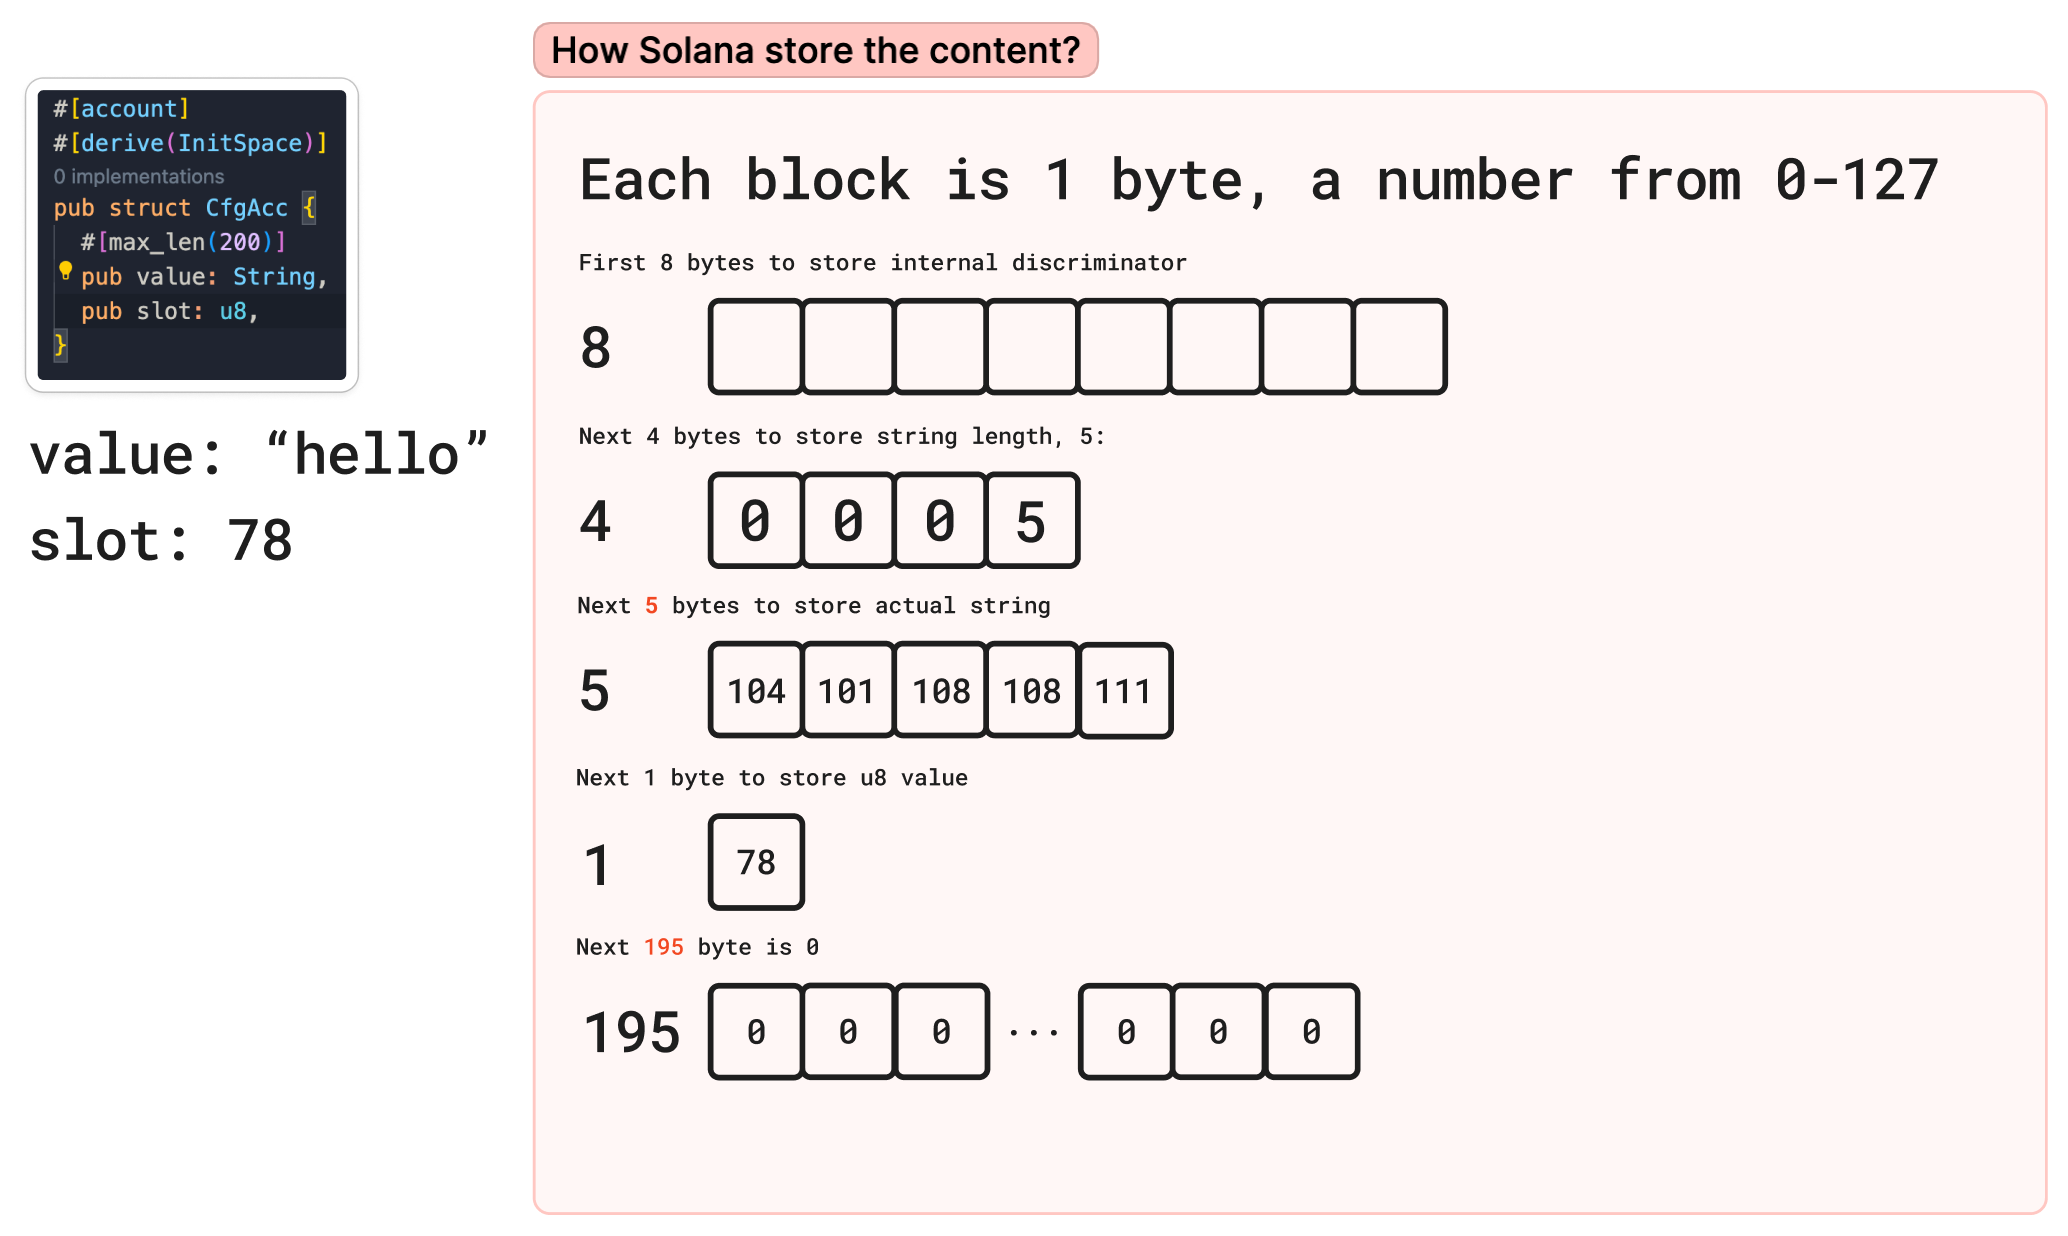 How Solana store the content?
#[account]
#[derive(InitSpace)]
0 implementations
pub struct CfgAcc {
#[max_len(200)]
pub value: String,
pub slot: u8,
}
value: “hello”
slot: 78
Each block is 1 byte, a number from 0-127
First 8 bytes to store internal discriminator
8
Next 4 bytes to store string length, 5:
4 0 0 0 5
Next 5 bytes to store actual string
5 104 101 108 108 111
Next 1 byte to store u8 value
1 78
Next 195 byte is 0
195 0 0 0 ... 0 0 0